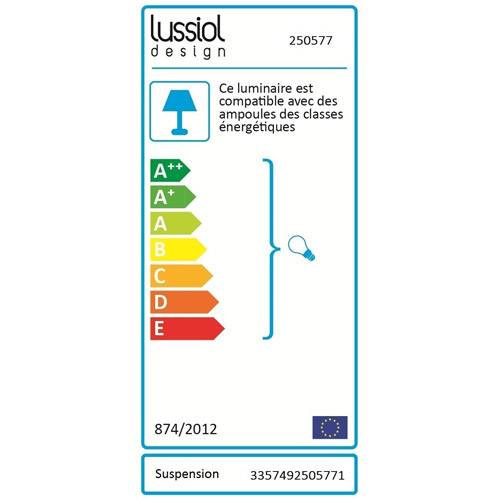 lussiol
design
250577
Ce luminaire est
compatible avec des
ampoules des classes
énergétiques
A++
A+
A
B
C
D
E
874/2012
Suspension 3357492505771